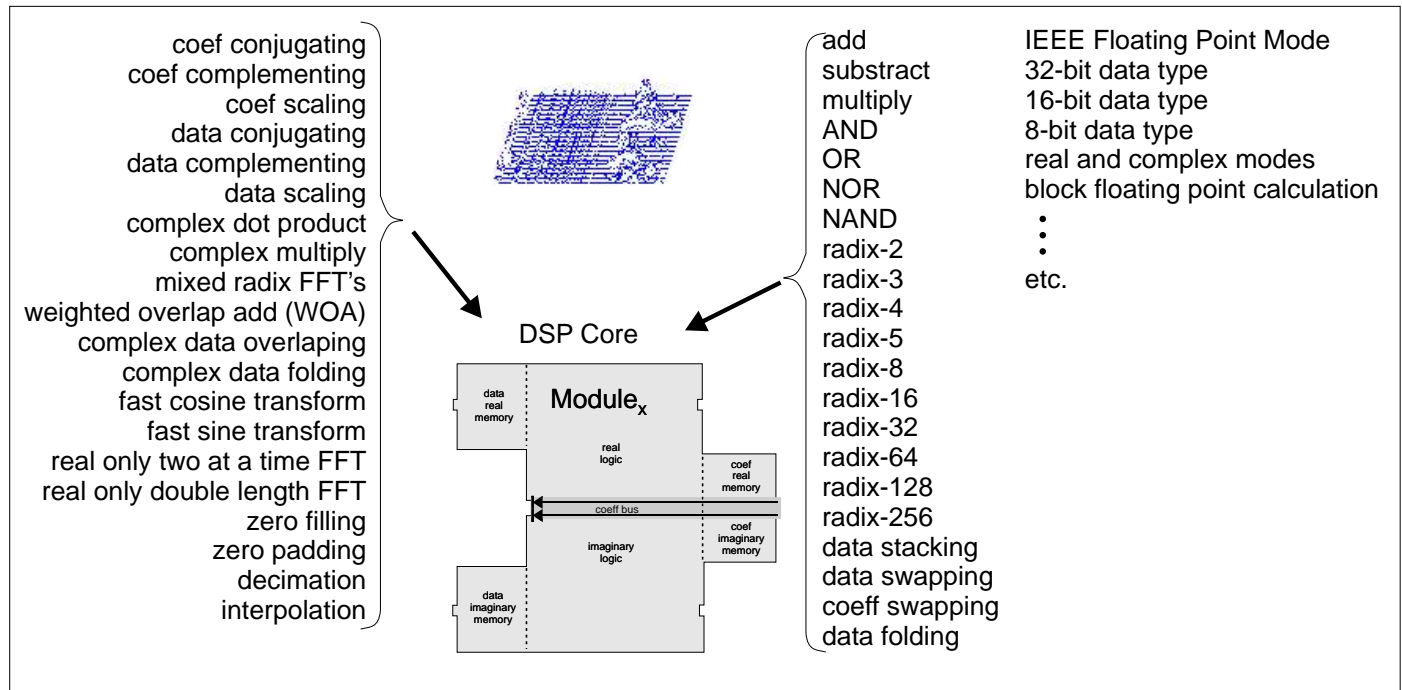 coef conjugating
coef complementing
coef scaling
data conjugating
data complementing
data scaling
complex dot product
complex multiply
mixed radix FFT's
weighted overlap add (WOA)
complex data overlaping
complex data folding
fast cosine transform
fast sine transform
real only two at a time FFT
real only double length FFT
zero filling
zero padding
decimation
interpolation
DSP Core
Modulex
data
real
memory
real
logic
coef
real
memory
coeff bus
coef
imaginary
memory
imaginary
logic
data
imaginary
memory
add
substract
multiply
AND
OR
NOR
NAND
radix-2
radix-3
radix-4
radix-5
radix-8
radix-16
radix-32
radix-64
radix-128
radix-256
data stacking
data swapping
coeff swapping
data folding
IEEE Floating Point Mode
32-bit data type
16-bit data type
8-bit data type
real and complex modes
block floating point calculation
etc.